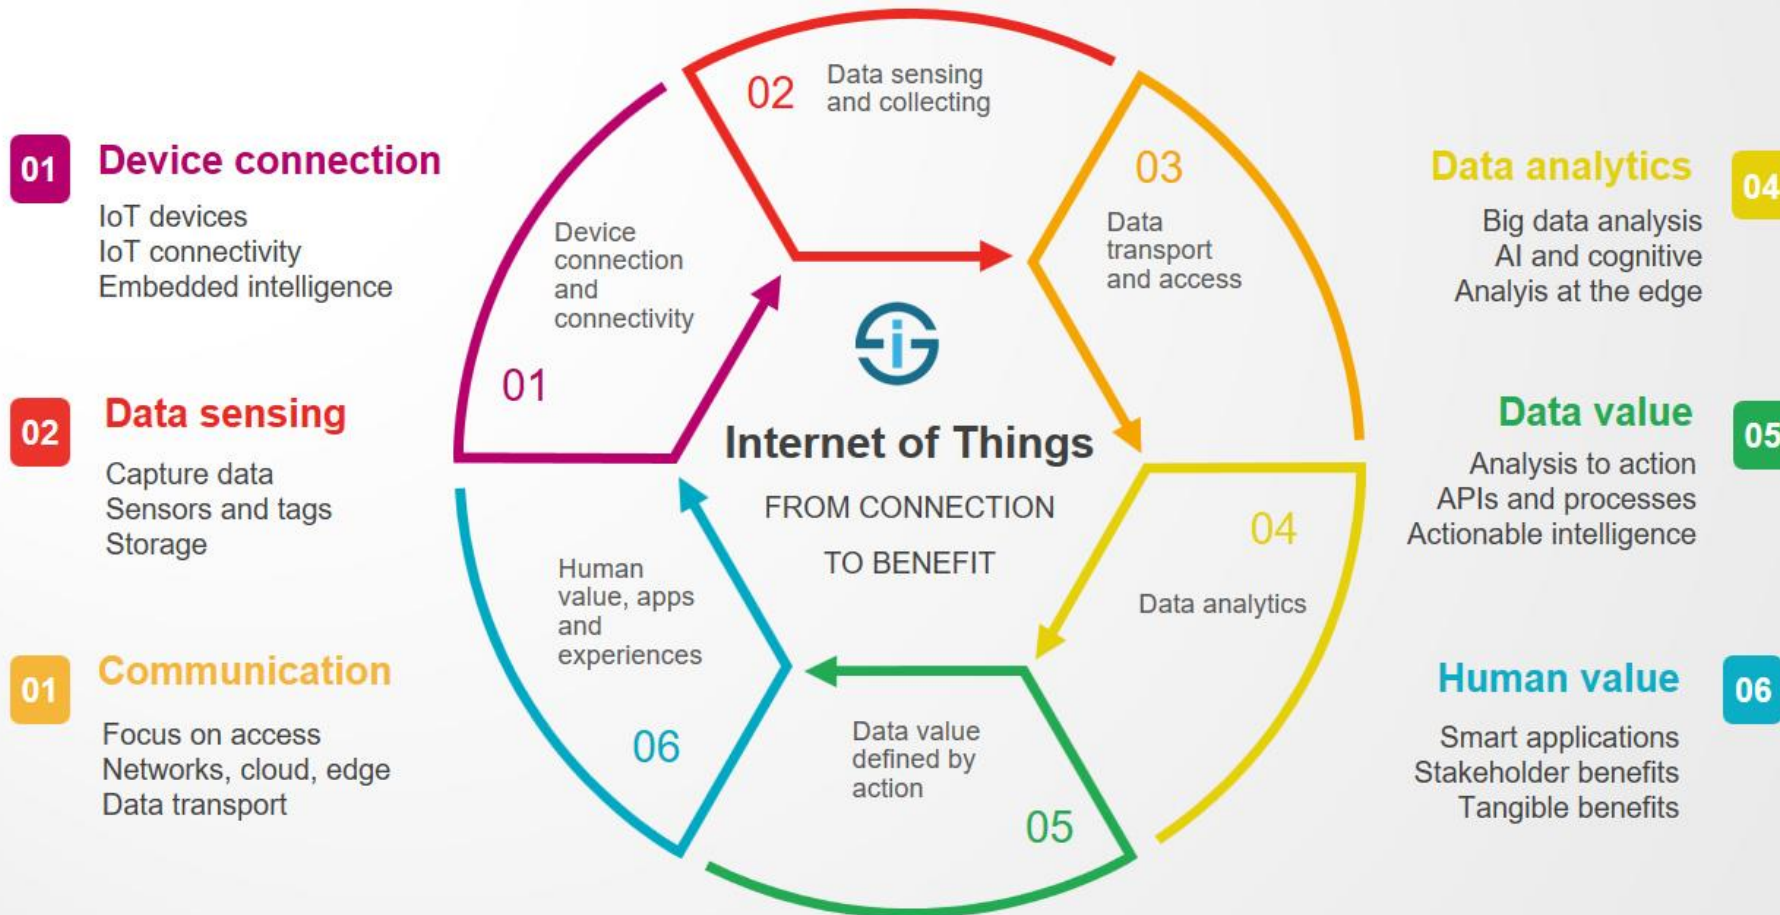 01
Device connection
IoT devices
IoT connectivity
Embedded intelligence
02
Data sensing
Capture data
Sensors and tags
Storage
01
Communication
Focus on access
Networks, cloud, edge
Data transport
01
Device
connection
and
connectivity
02
Data sensing
and collecting
03
Data
transport
and access
04
Data analytics
05
Data value
defined by
action
06
Human
value, apps
and
experiences
Internet of Things
FROM CONNECTION
TO BENEFIT
Data analytics
04
Big data analysis
AI and cognitive
Analyis at the edge
Data value
05
Analysis to action
APIs and processes
Actionable intelligence
Human value
06
Smart applications
Stakeholder benefits
Tangible benefits